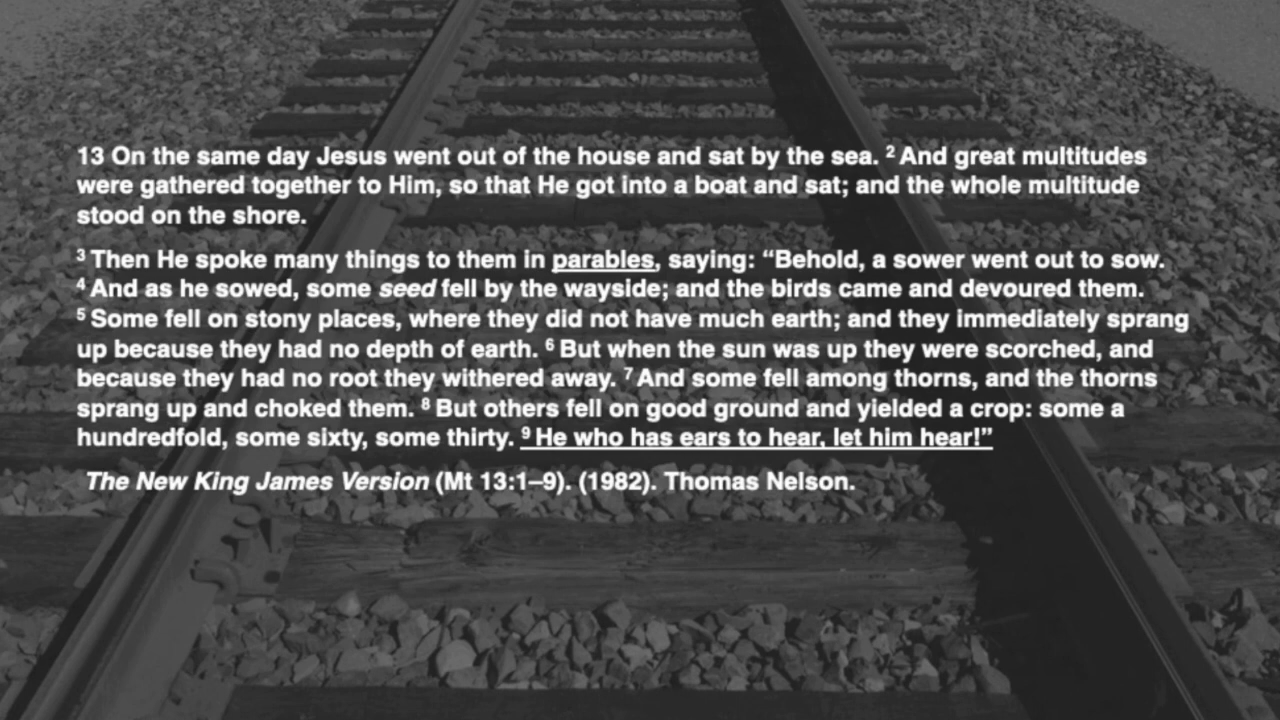 13 On the same day Jesus went out of the house and sat by the sea. 2 And great multitudes
were gathered together to Him, so that He got into a boat and sat; and the whole multitude
stood on the shore.
3 Then He spoke many things to them in parables, saying: “Behold, a sower went out to sow.
4 And as he sowed, some seed fell by the wayside; and the birds came and devoured them.
5 Some fell on stony places, where they did not have much earth; and they immediately sprang
up because they had no depth of earth. 6 But when the sun was up they were scorched, and
because they had no root they withered away. 7 And some fell among thorns, and the thorns
sprang up and choked them. 8 But others fell on good ground and yielded a crop: some a
hundredfold, some sixty, some thirty. 9 He who has ears to hear, let him hear!”
The New King James Version (Mt 13:1–9). (1982). Thomas Nelson.